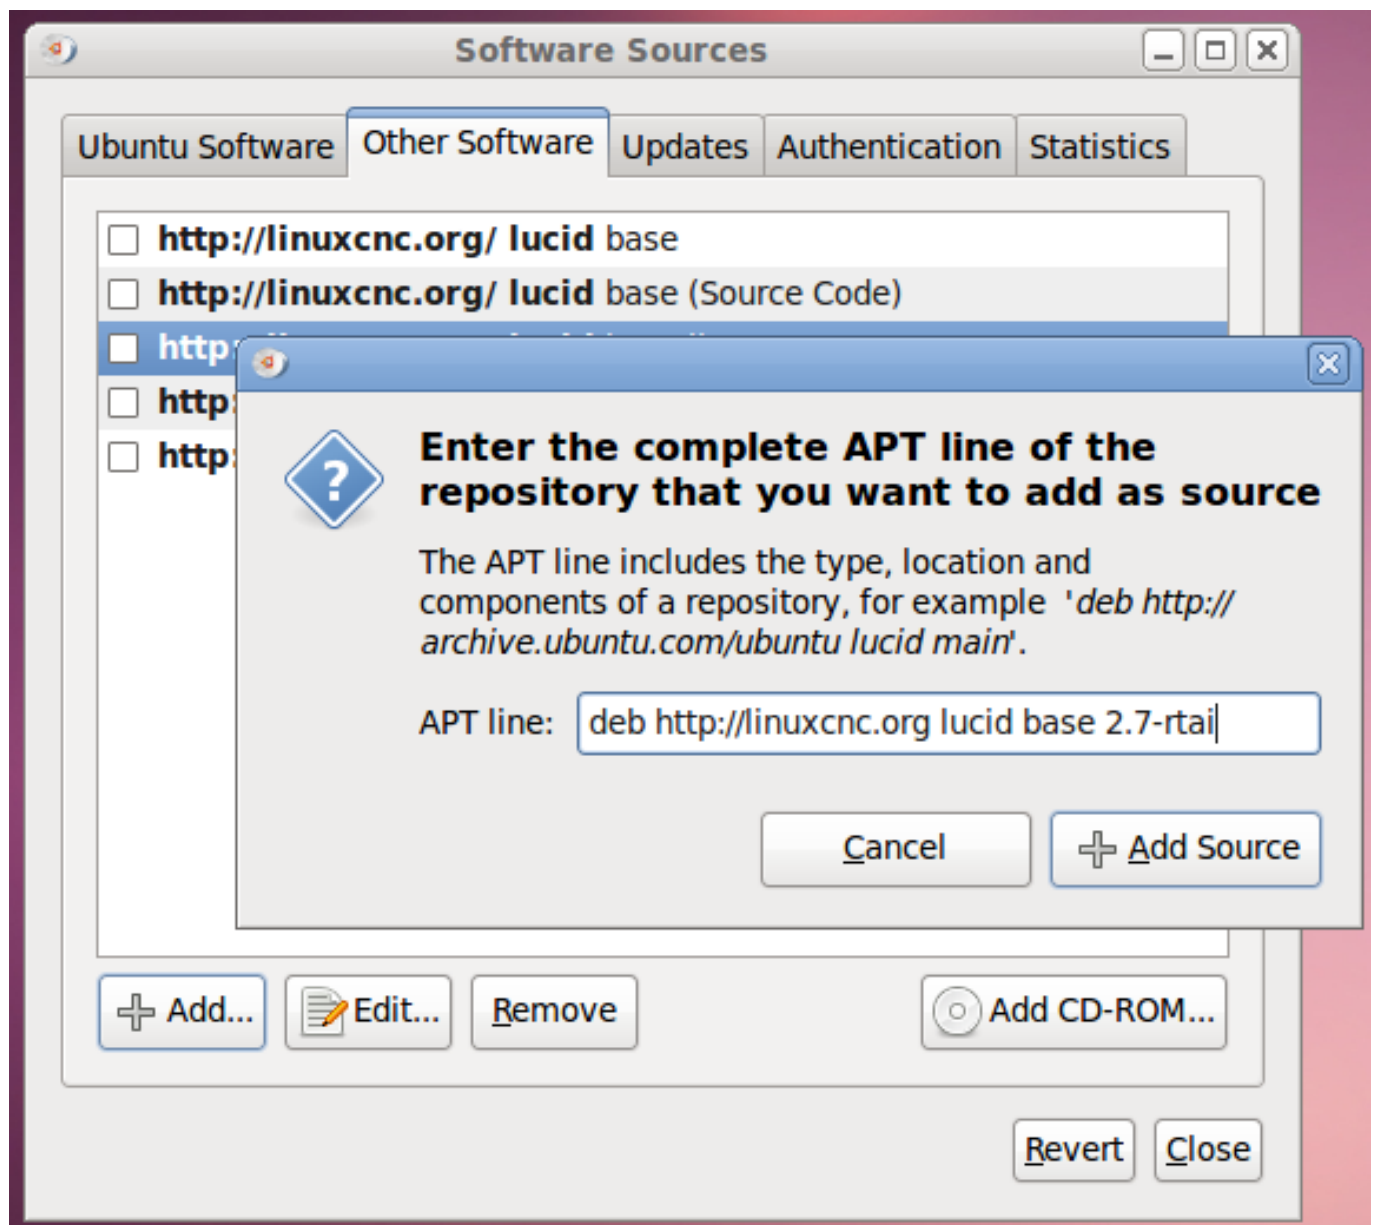 Software Sources
Ubuntu Software Other Software Updates Authentication Statistics
http://linuxcnc.org/ lucid base
http://linuxcnc.org/ lucid base (Source Code)
http:
http:
http:
Enter the complete APT line of the
repository that you want to add as source
The APT line includes the type, location and
components of a repository, for example 'deb http://
archive.ubuntu.com/ubuntu lucid main'.
APT line: deb http://linuxcnc.org lucid base 2.7-rtai
Cancel Add Source
Add... Edit... Remove Add CD-ROM...
Revert Close